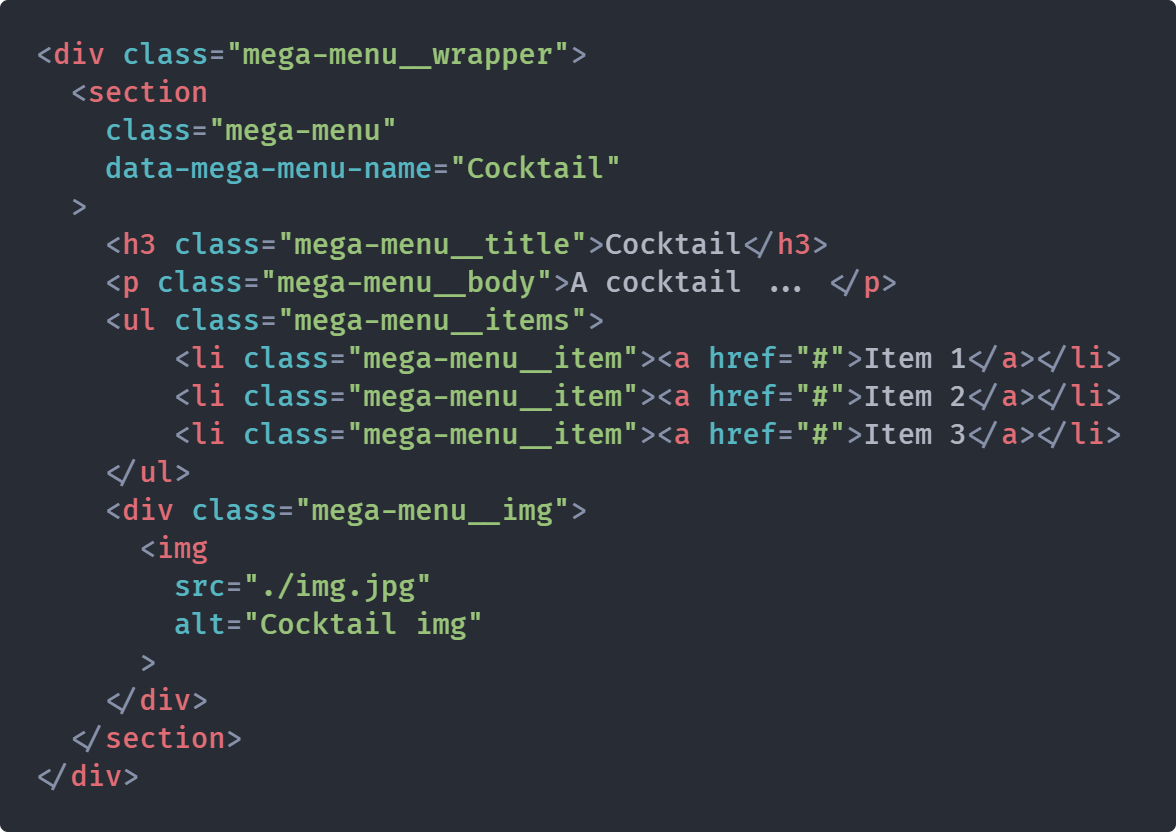 <div class="mega-menu__wrapper">
  <section
    class="mega-menu"
    data-mega-menu-name="Cocktail"
  >
    <h3 class="mega-menu__title">Cocktail</h3>
    <p class="mega-menu__body">A cocktail ... </p>
    <ul class="mega-menu__items">
        <li class="mega-menu__item"><a href="#">Item 1</a></li>
        <li class="mega-menu__item"><a href="#">Item 2</a></li>
        <li class="mega-menu__item"><a href="#">Item 3</a></li>
    </ul>
    <div class="mega-menu__img">
      <img
        src="./img.jpg"
        alt="Cocktail img"
      >
    </div>
  </section>
</div>